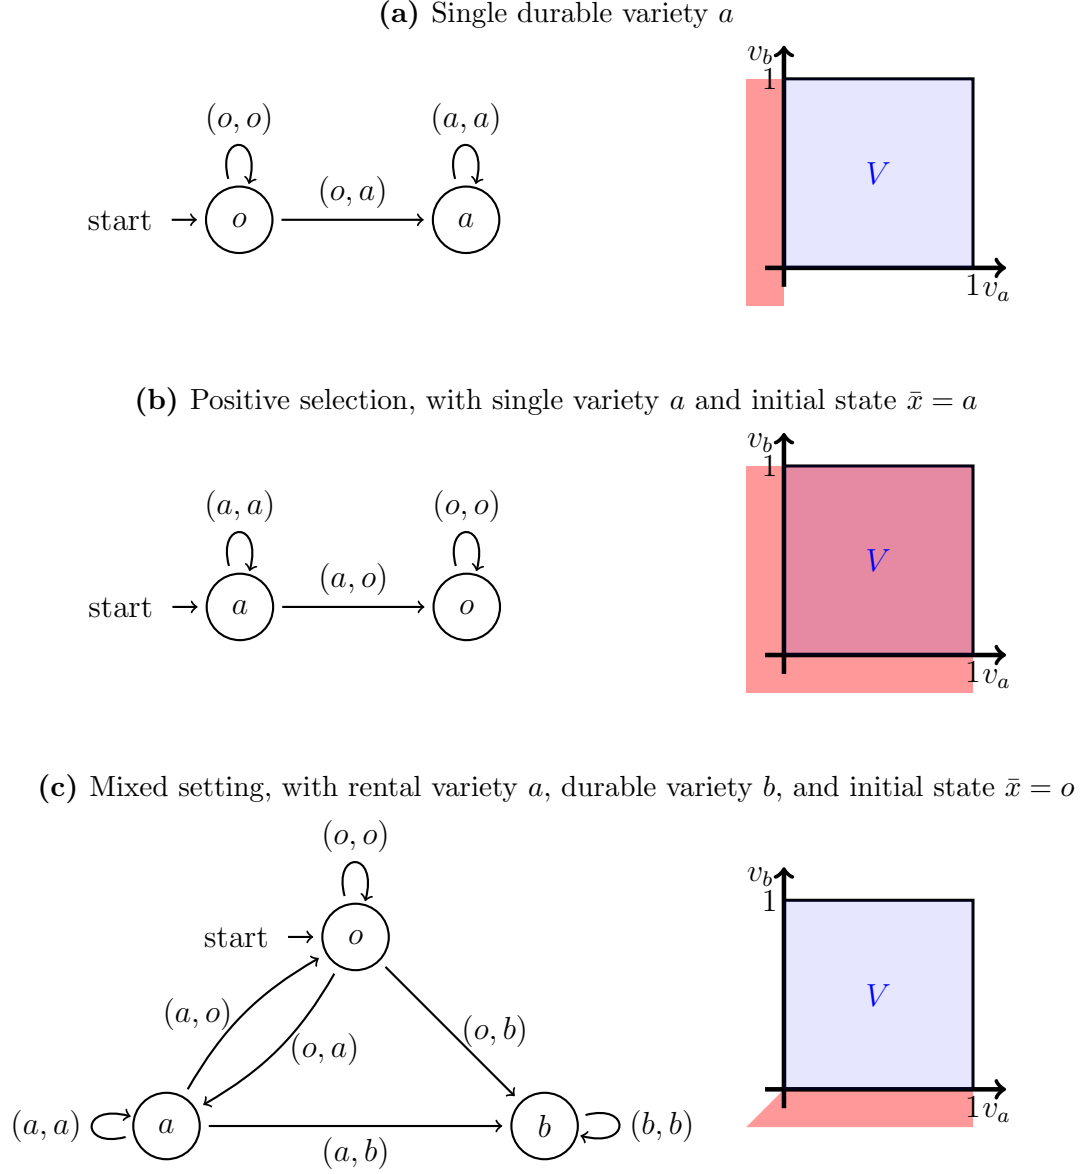 (a) Single durable variety a
v_b
1
(o, o)
(a, a)
(o, a)
V
start
o
a
1
v_a
(b) Positive selection, with single variety a and initial state x̄ = a
v_b
1
(a, a)
(o, o)
(a, o)
V
start
a
o
1
v_a
(c) Mixed setting, with rental variety a, durable variety b, and initial state x̄ = o
(o, o)
v_b
1
start
o
V
(a, o)
(o, a)
(o, b)
1
v_a
(a, a)
a
b
(b, b)
(a, b)